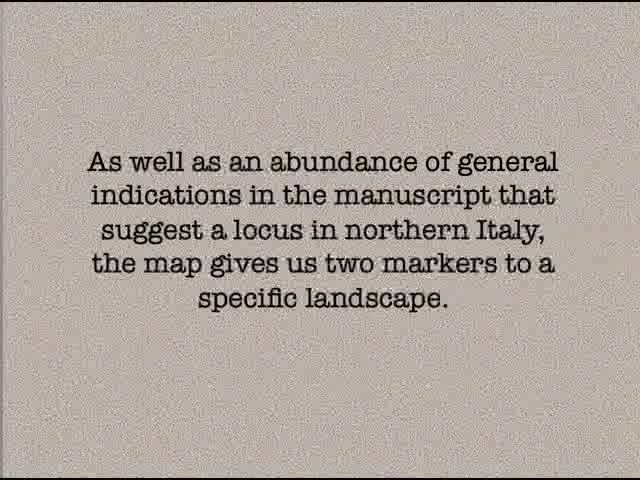 As well as an abundance of general
indications in the manuscript that
suggest a locus in northern Italy,
the map gives us two markers to a
specific landscape.